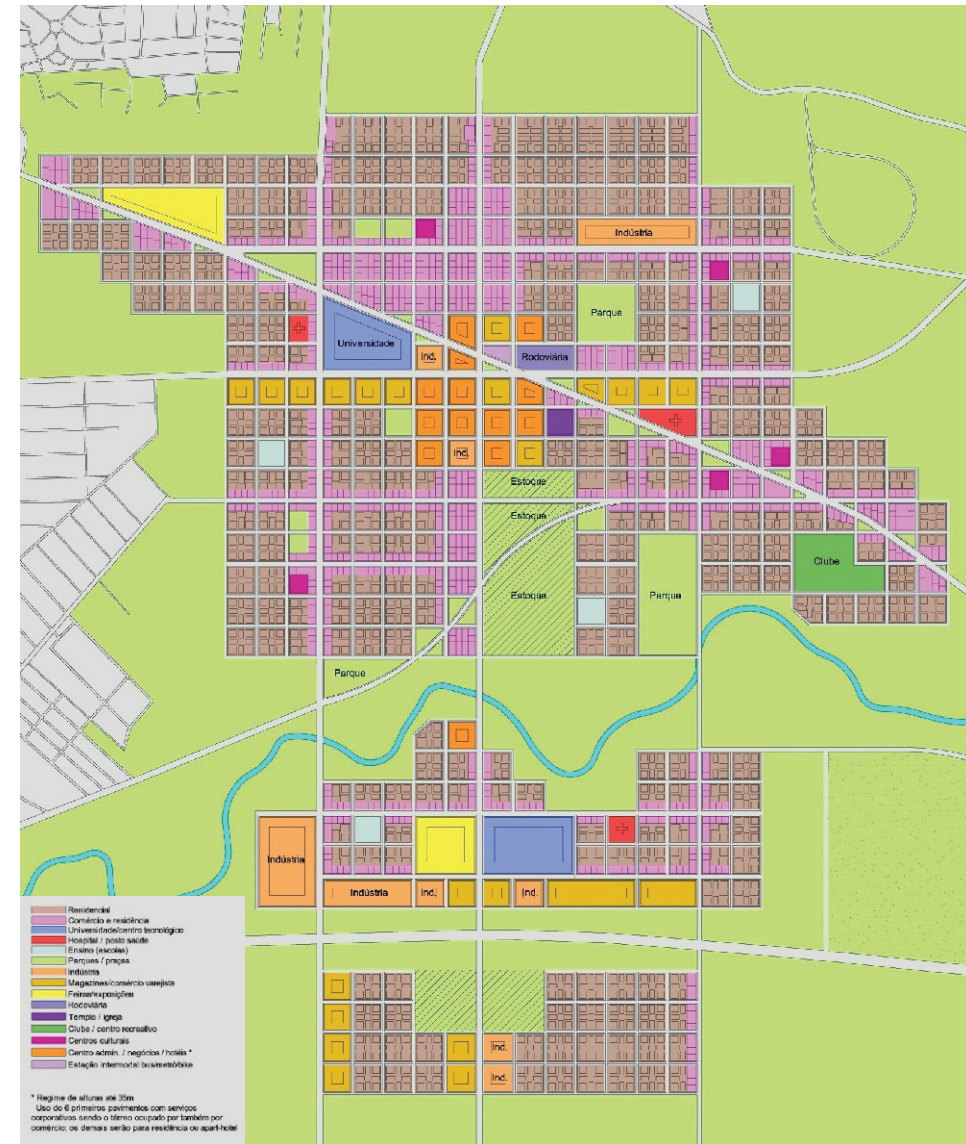 Indústria
Parque
Universidade
Ind.
Rodoviária
Ind.
Estoque
Estoque
Clube
Estoque
Parque
Parque
Indústria
Indústria
Ind.
Ind.
Ind.
Ind.
Residencial
Comércio e residência
Universidade/centro tecnológico
Hospital / posto saúde
Ensino (escolas)
Parques / praças
Indústria
Magazines/comércio varejista
Feiras/exposições
Rodoviária
Templo / igreja
Clube / centro recreativo
Centros culturais
Centro admin. / negócios / hotéis *
Estação intermodal bus/metrô/bike
* Regime de alturas até 35m
Uso do 6 primeiros pavimentos com serviços
corporativos sendo o térreo ocupado por também por
comércio; os demais serão para residência ou apart-hotel